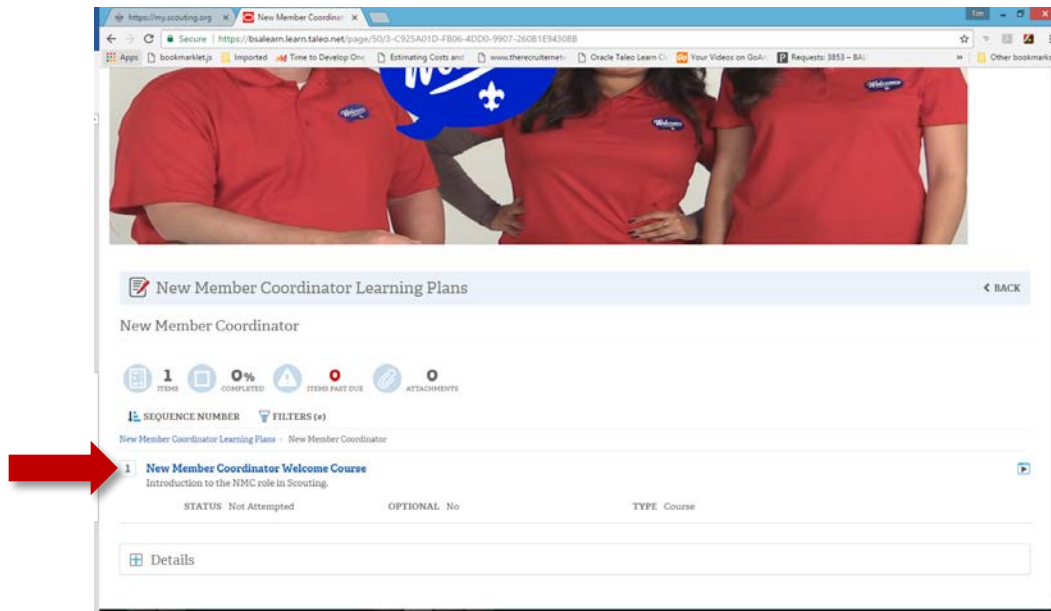 https://my.scouting.org New Member Coordinat Tim
Secure https://bsalearn.learn.taleo.net/page/50/3-C925A01D-FB06-4DD0-9907-260B1E94308B
Apps bookmarklet.js Imported Time to Develop One Estimating Costs and www.therecruiternet Oracle Taleo Learn Ce Your Videos on GoAn Requests: 3853 – BAL » Other bookmarks
Welcome Welcome Welcome
New Member Coordinator Learning Plans < BACK
New Member Coordinator
1 ITEMS 0% COMPLETED 0 ITEMS PAST DUE 0 ATTACHMENTS
SEQUENCE NUMBER FILTERS (0)
New Member Coordinator Learning Plans New Member Coordinator
1 New Member Coordinator Welcome Course
Introduction to the NMC role in Scouting.
STATUS Not Attempted OPTIONAL No TYPE Course
Details